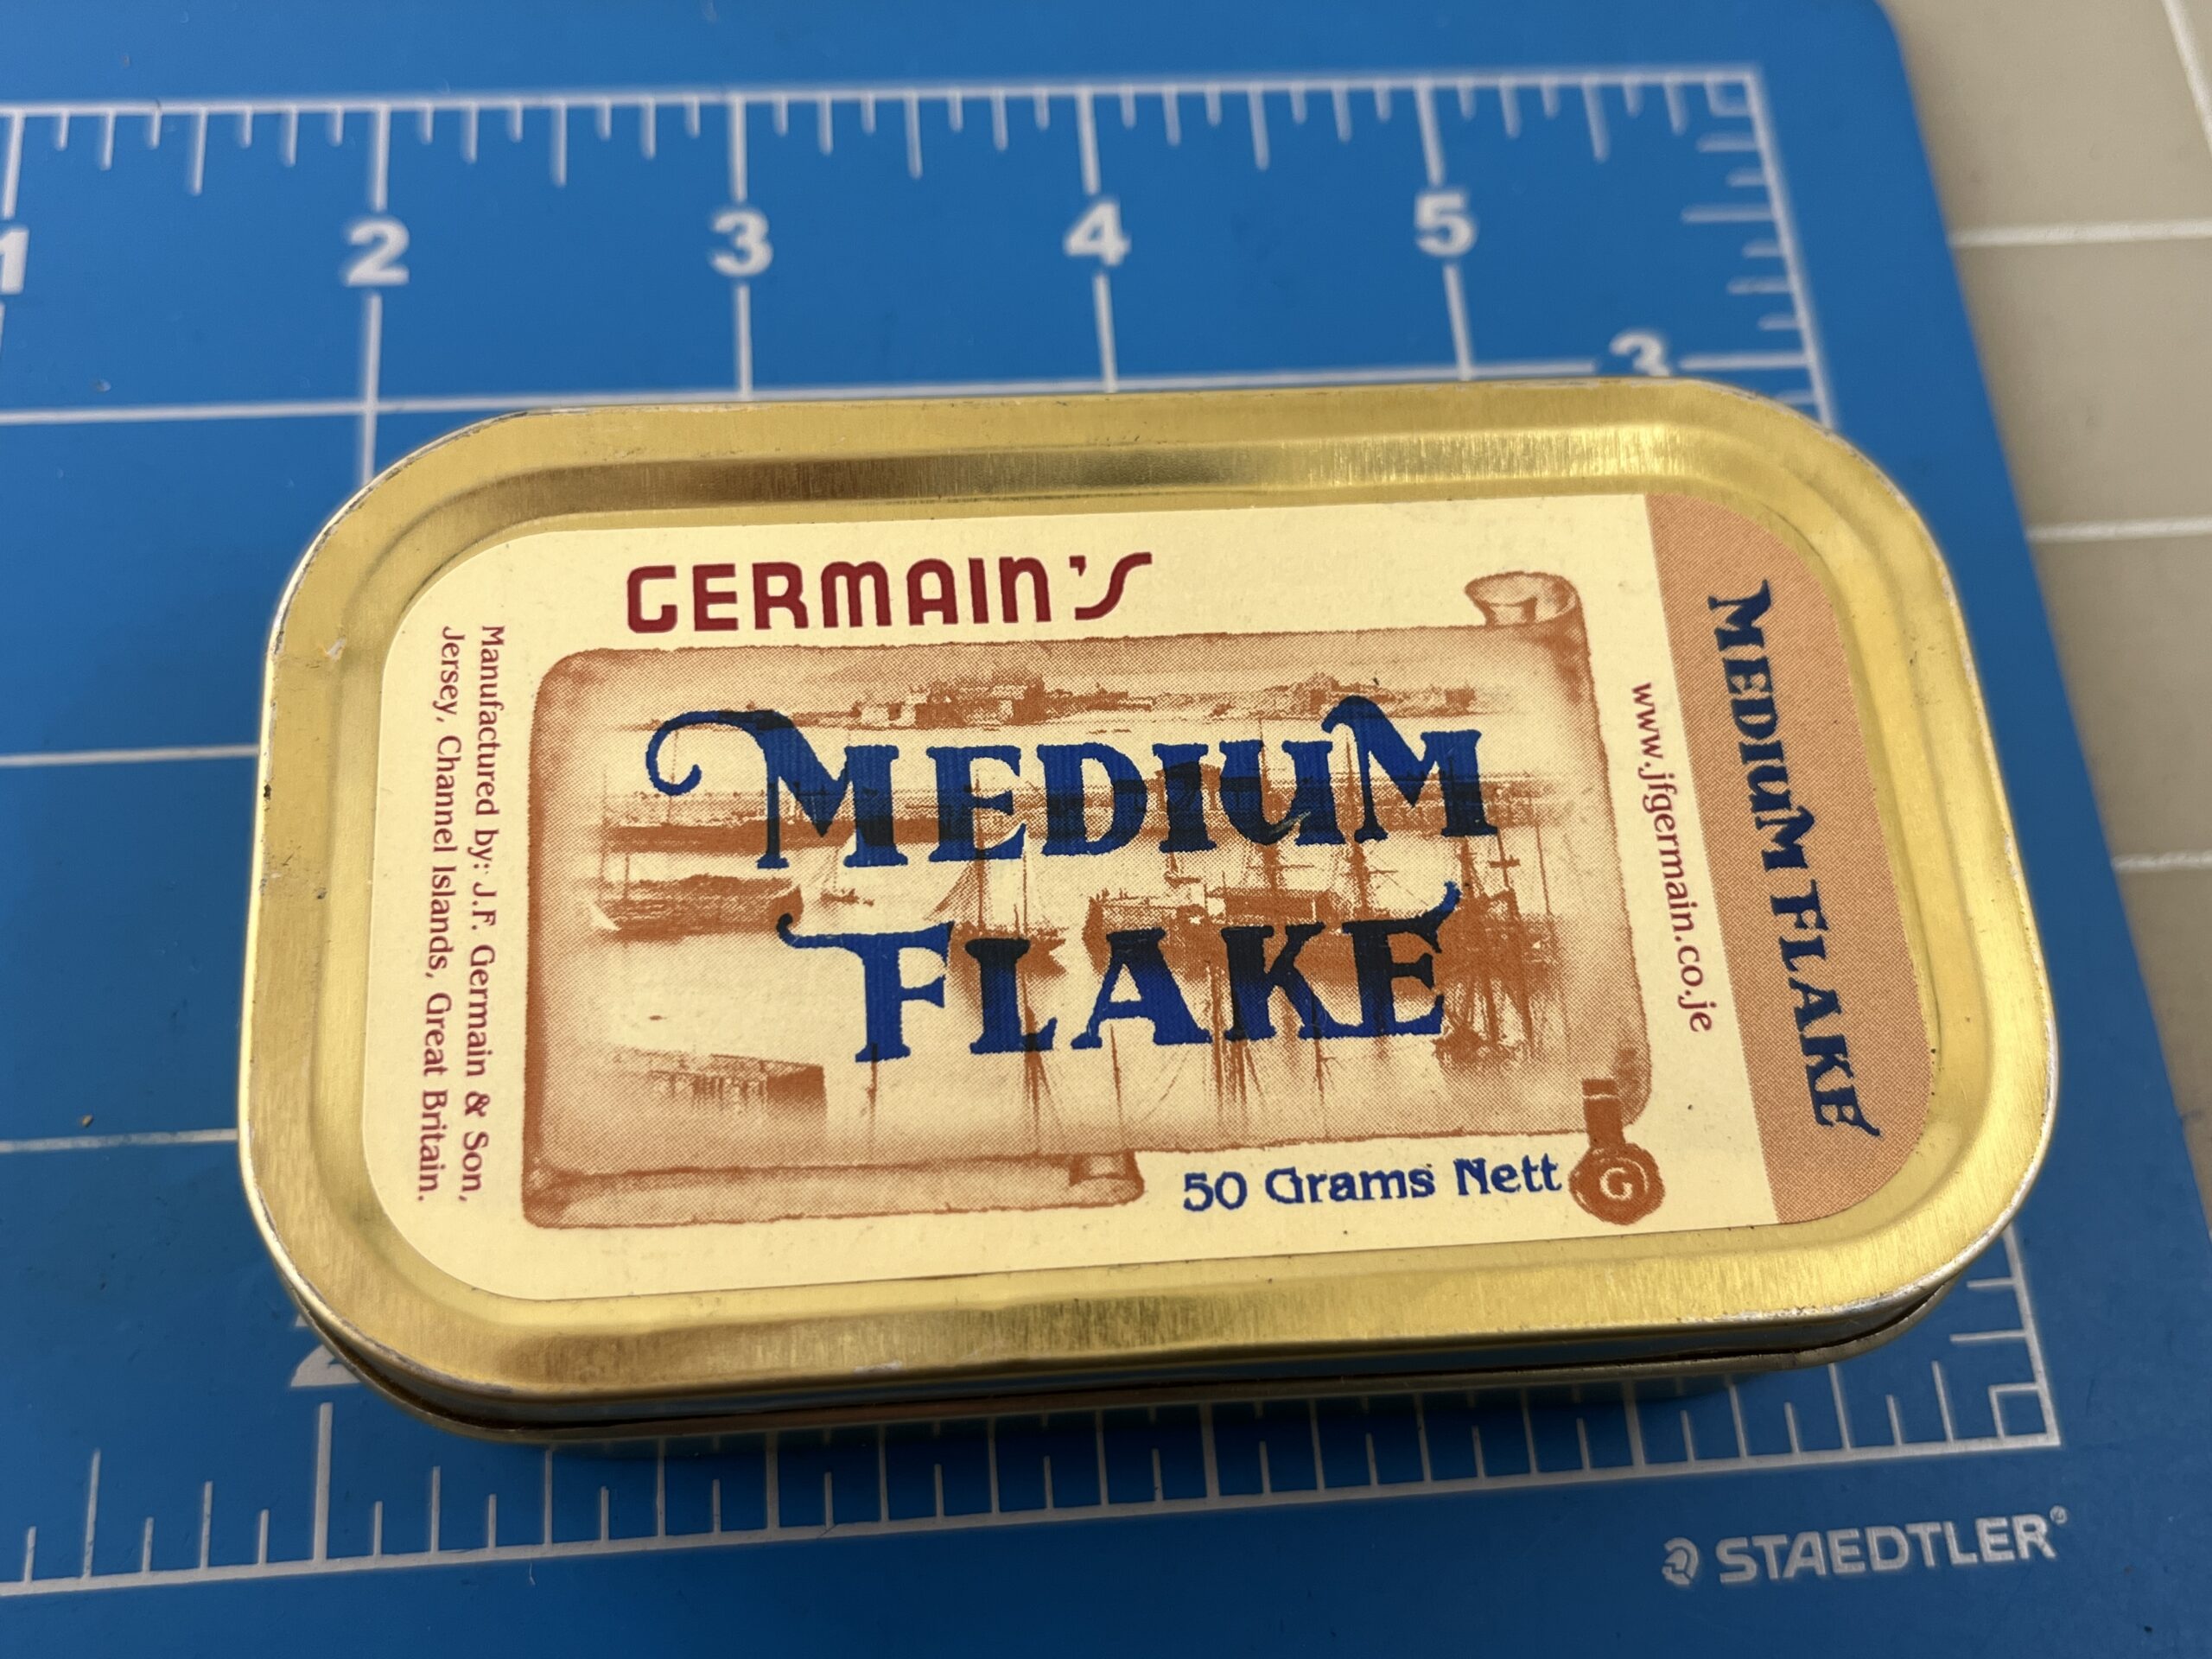 1
2
3
4
5
3
GERMAIN'S
MEDIUM
FLAKE
50 Grams Nett
G
Manufactured by: J.F. Germain & Son,
Jersey, Channel Islands, Great Britain.
www.jfgermain.co.je
MEDIUM FLAKE
STAEDTLER®